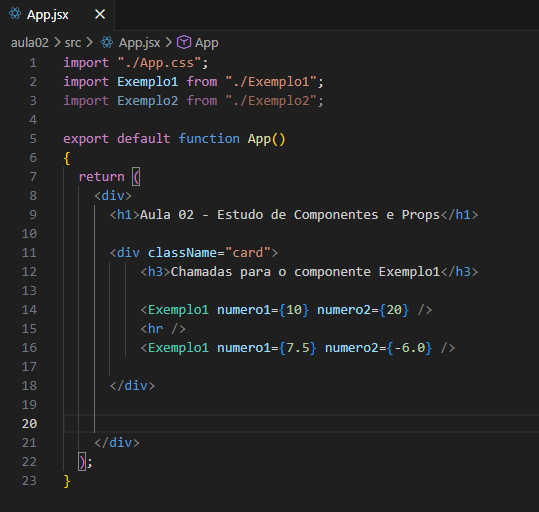 App.jsx
aula02 > src > App.jsx > App
1 import "./App.css";
2 import Exemplo1 from "./Exemplo1";
3 import Exemplo2 from "./Exemplo2";
4
5 export default function App()
6 {
7   return (
8     <div>
9       <h1>Aula 02 - Estudo de Componentes e Props</h1>
10
11       <div className="card">
12           <h3>Chamadas para o componente Exemplo1</h3>
13
14           <Exemplo1 numero1={10} numero2={20} />
15           <hr />
16           <Exemplo1 numero1={7.5} numero2={-6.0} />
17
18       </div>
19
20
21     </div>
22   );
23 }